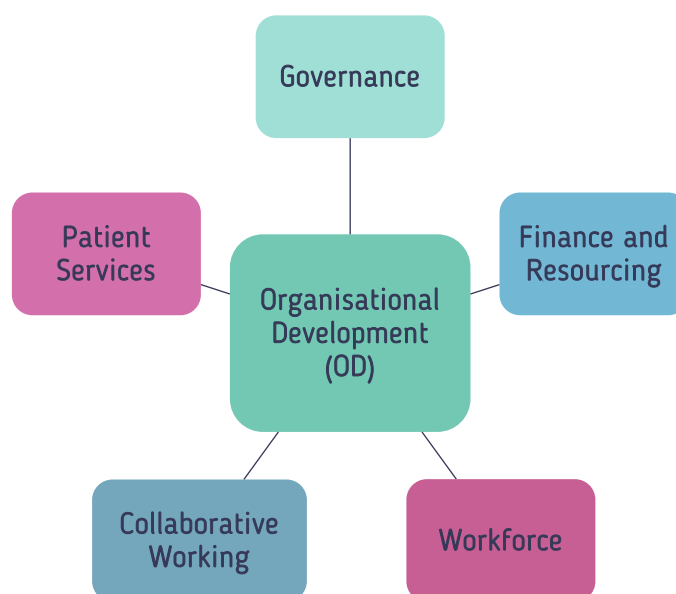 Governance
Patient
Services
Finance and
Resourcing
Organisational
Development
(OD)
Collaborative
Working
Workforce